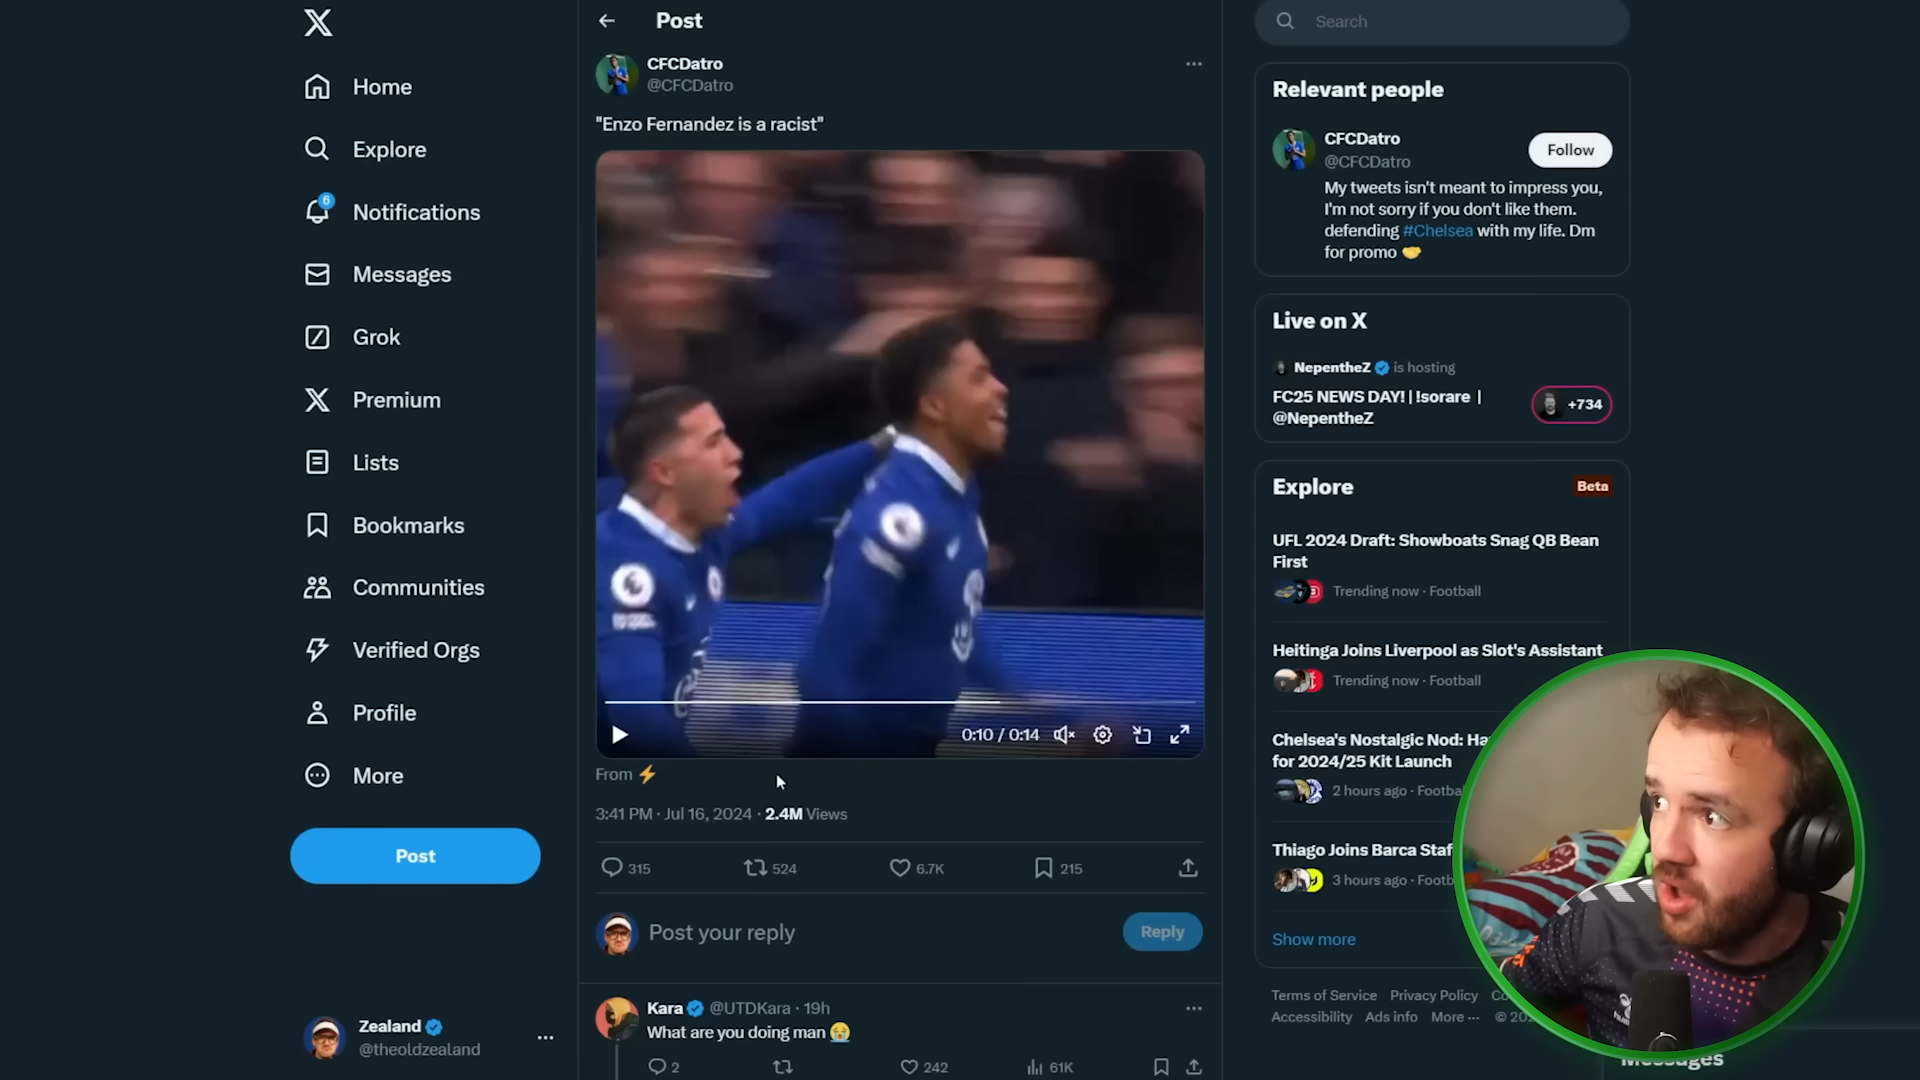 Home
Explore
6
Notifications
Messages
Grok
Premium
Lists
Bookmarks
Communities
Verified Orgs
Profile
More
Post
Zealand
@theoldzealand
Post
CFCDatro
@CFCDatro
"Enzo Fernandez is a racist"
0:10 / 0:14
From ⚡
3:41 PM · Jul 16, 2024 · 2.4M Views
315
524
6.7K
215
Post your reply
Reply
Kara @UTDKara · 19h
What are you doing man 😭
2
242
61K
Search
Relevant people
CFCDatro
@CFCDatro
Follow
My tweets isn't meant to impress you,
I'm not sorry if you don't like them.
defending #Chelsea with my life. Dm
for promo 🤝
Live on X
NepentheZ is hosting
FC25 NEWS DAY! | !sorare |
@NepentheZ
+734
Explore
Beta
UFL 2024 Draft: Showboats Snag QB Bean
First
Trending now · Football
Heitinga Joins Liverpool as Slot's Assistant
Trending now · Football
Chelsea's Nostalgic Nod:
for 2024/25 Kit Launch
2 hours ago ·
Thiago Joins Barca
3 hours ago ·
Show more
Terms of Service Privacy Policy
Accessibility Ads info More ··· ©
Messages